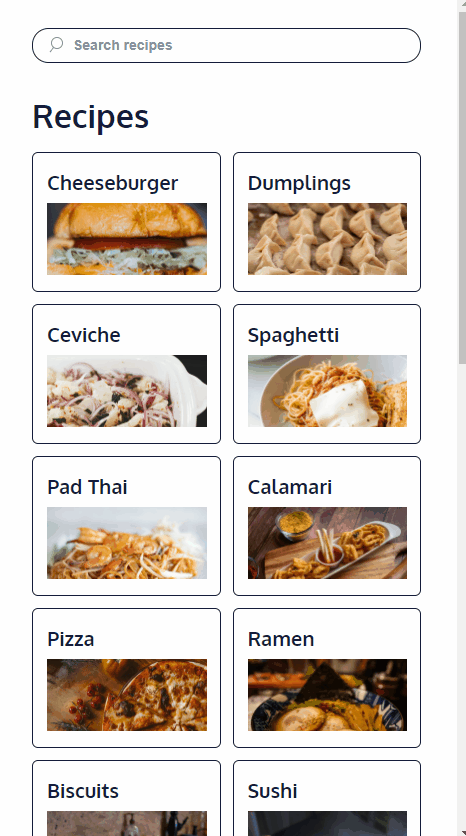 Search recipes
Recipes
Cheeseburger
Dumplings
Ceviche
Spaghetti
Pad Thai
Calamari
Pizza
Ramen
Biscuits
Sushi